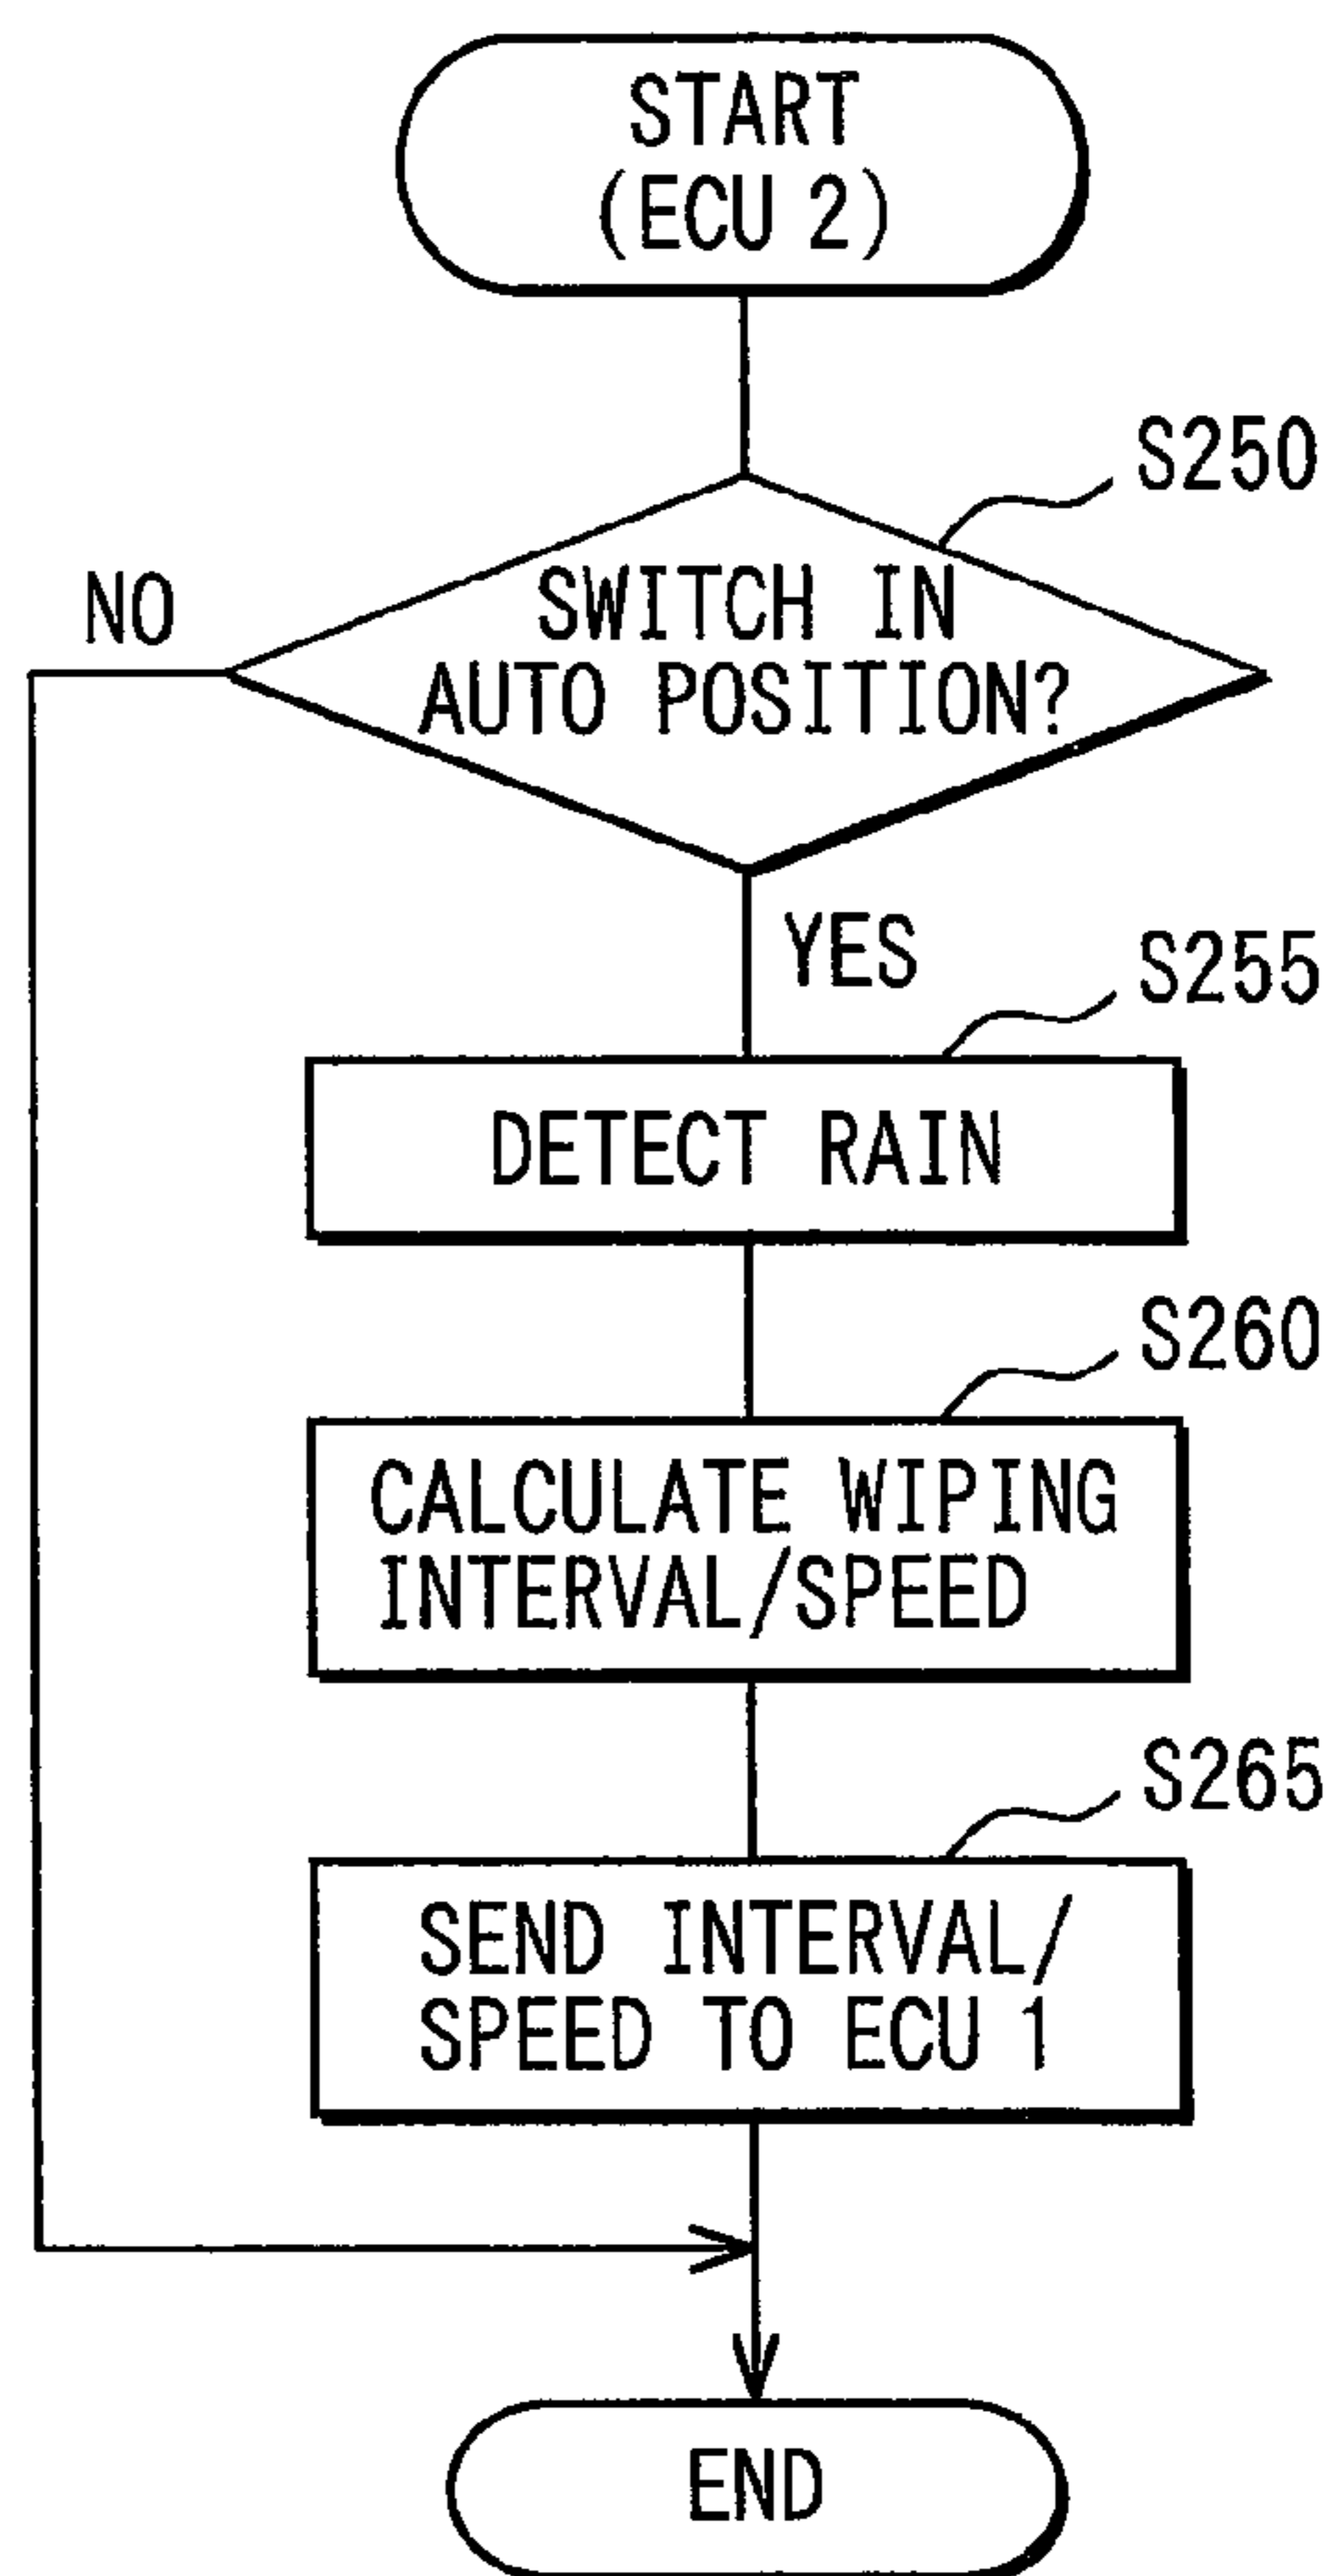 START
(ECU 2)
S250
NO
SWITCH IN
AUTO POSITION?
YES
S255
DETECT RAIN
S260
CALCULATE WIPING
INTERVAL/SPEED
S265
SEND INTERVAL/
SPEED TO ECU 1
END